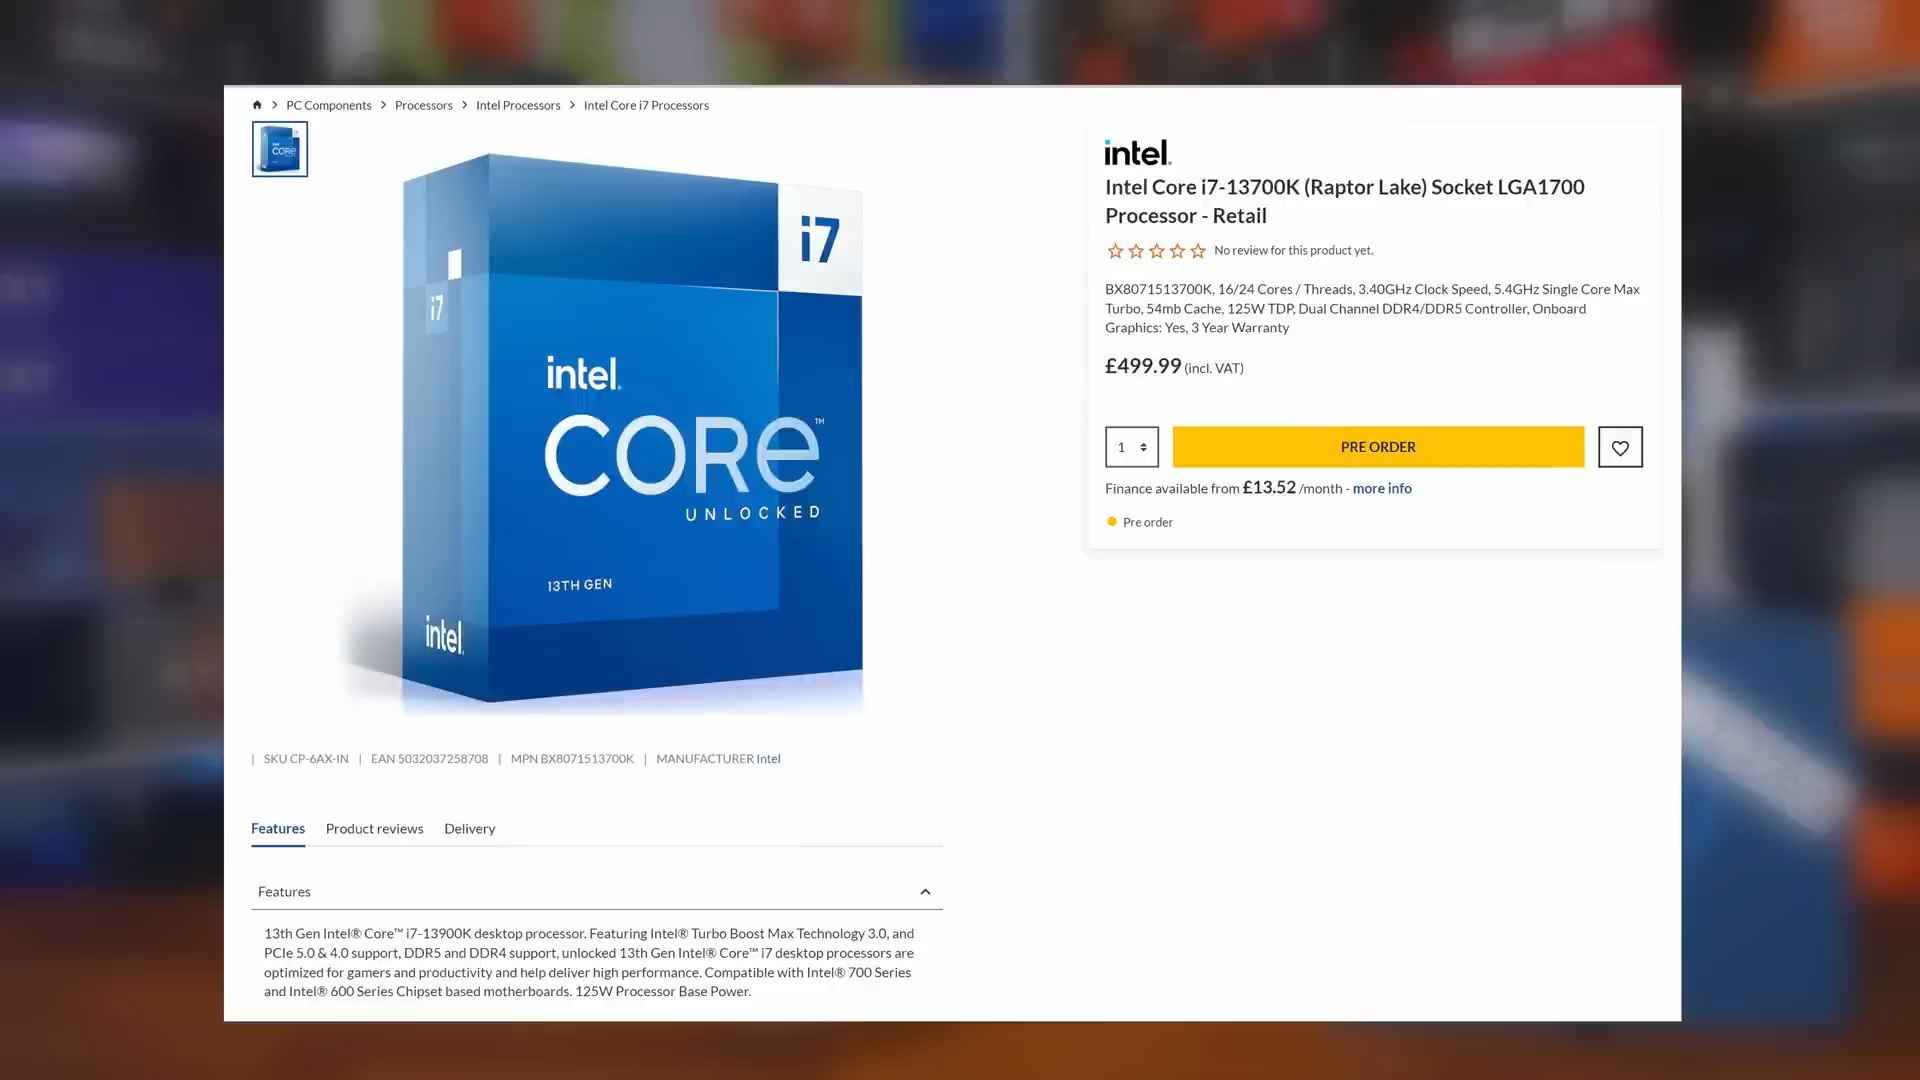 PC Components > Processors > Intel Processors > Intel Core i7 Processors
intel
CORE
i7
i7
intel.
CORE™
UNLOCKED
13TH GEN
intel.
intel.
Intel Core i7-13700K (Raptor Lake) Socket LGA1700
Processor - Retail
No review for this product yet.
BX8071513700K, 16/24 Cores / Threads, 3.40GHz Clock Speed, 5.4GHz Single Core Max
Turbo, 54mb Cache, 125W TDP, Dual Channel DDR4/DDR5 Controller, Onboard
Graphics: Yes, 3 Year Warranty
£499.99 (incl. VAT)
1
PRE ORDER
Finance available from £13.52 /month - more info
Pre order
| SKU CP-6AX-IN | EAN 5032037258708 | MPN BX8071513700K | MANUFACTURER Intel
Features Product reviews Delivery
Features
13th Gen Intel® Core™ i7-13900K desktop processor. Featuring Intel® Turbo Boost Max Technology 3.0, and
PCIe 5.0 & 4.0 support, DDR5 and DDR4 support, unlocked 13th Gen Intel® Core™ i7 desktop processors are
optimized for gamers and productivity and help deliver high performance. Compatible with Intel® 700 Series
and Intel® 600 Series Chipset based motherboards. 125W Processor Base Power.